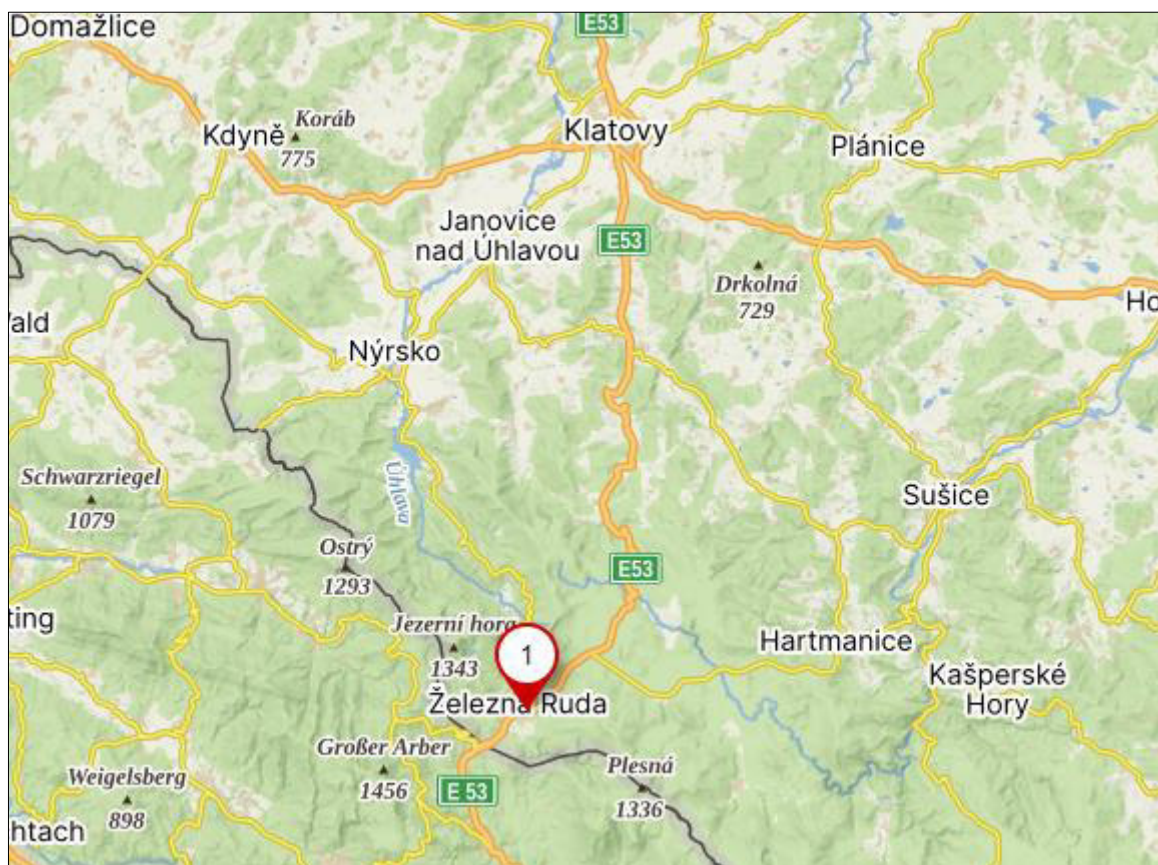 E53
Domažlice
Koráb
775
Kdyně
Klatovy
Plánice
Janovice
nad Úhlavou
E53
Drkolná
729
Ho
Wald
Nýrsko
Úhlava
Schwarzriegel
1079
Sušice
Ostrý
1293
E53
ting
Jezerní hora
1343
1
Hartmanice
Kašperské
Hory
Železná Ruda
Großer Arber
1456
Plesná
1336
Weigelsberg
898
E 53
htach